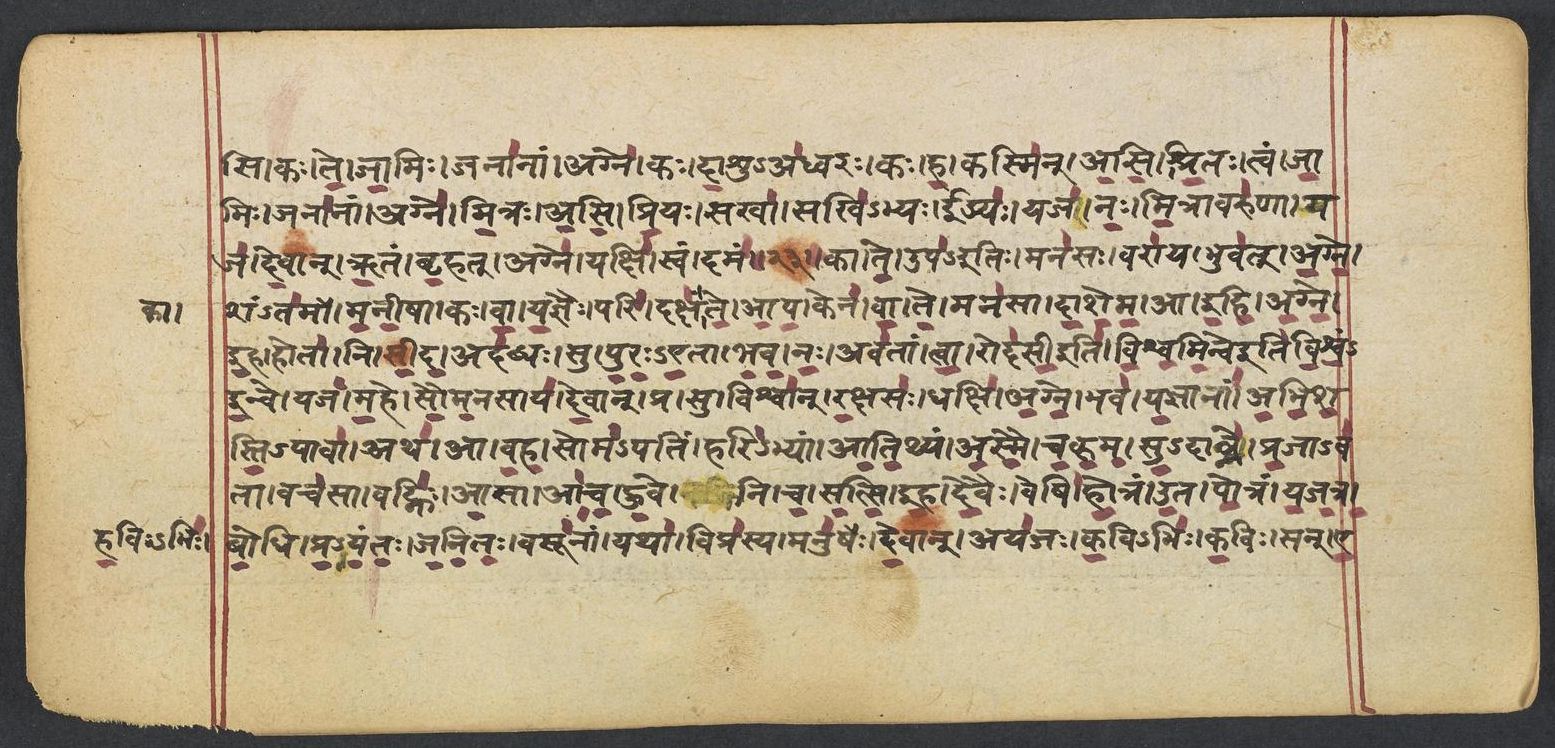 सि।कः।ते।जामिः।जनानां।अग्ने।कः।दाशुऽअध्वरः।कः।ह।कस्मिन्।असि।श्रितः।त्वं।जा
मिः।जनानां।अग्ने।मित्रः।असि।प्रियः।सखा।सखिऽभ्यः।ईड्यः।यज।नः।मित्रावरुणा।य
ज।देवान्।ऋतं।बृहत्।अग्ने।यक्षि।स्वं।दमं॥२३॥का।ते।उपऽइतिः।मनसः।वराय।भुवत्।अग्ने।
का। शंऽतमा।मनीषा।कः।वा।यज्ञैः।परि।दक्षं।ते।आप।केन।वा।ते।मनसा।दाशेम।आ।इहि।अग्ने।
इह।होता।नि।सीद।अदब्धः।सु।पुरःऽएता।भव।नः।अवतां।त्वा।रोदसी इति।विश्वमिन्वे इति विश्वंऽ
इन्वे।यज।महे।सौमनसाय।देवान्।प्र।सु।विश्वान्।रक्षसः।धक्षि।अग्ने।भव।यज्ञानां।अभिश
स्तिऽपावा।अथ।आ।वह।सोमऽपतिं।हरिऽभ्यां।आतिथ्यं।अस्मै।चकृम।सुऽदाव्ने।प्रजाऽव
ता।वचसा।वह्निः।आसा।आ।च।हुवे।नि।च।सत्सि।इह।देवैः।वेषि।होत्रं।उत।पोत्रं।यजत्र।
हविःऽभिः। बोधि।प्रऽयंतः।जनितः।वसूनां।यथा।विप्रस्य।मनुषः।देवान्।अयजः।कविऽभिः।कविः।सन्।ए